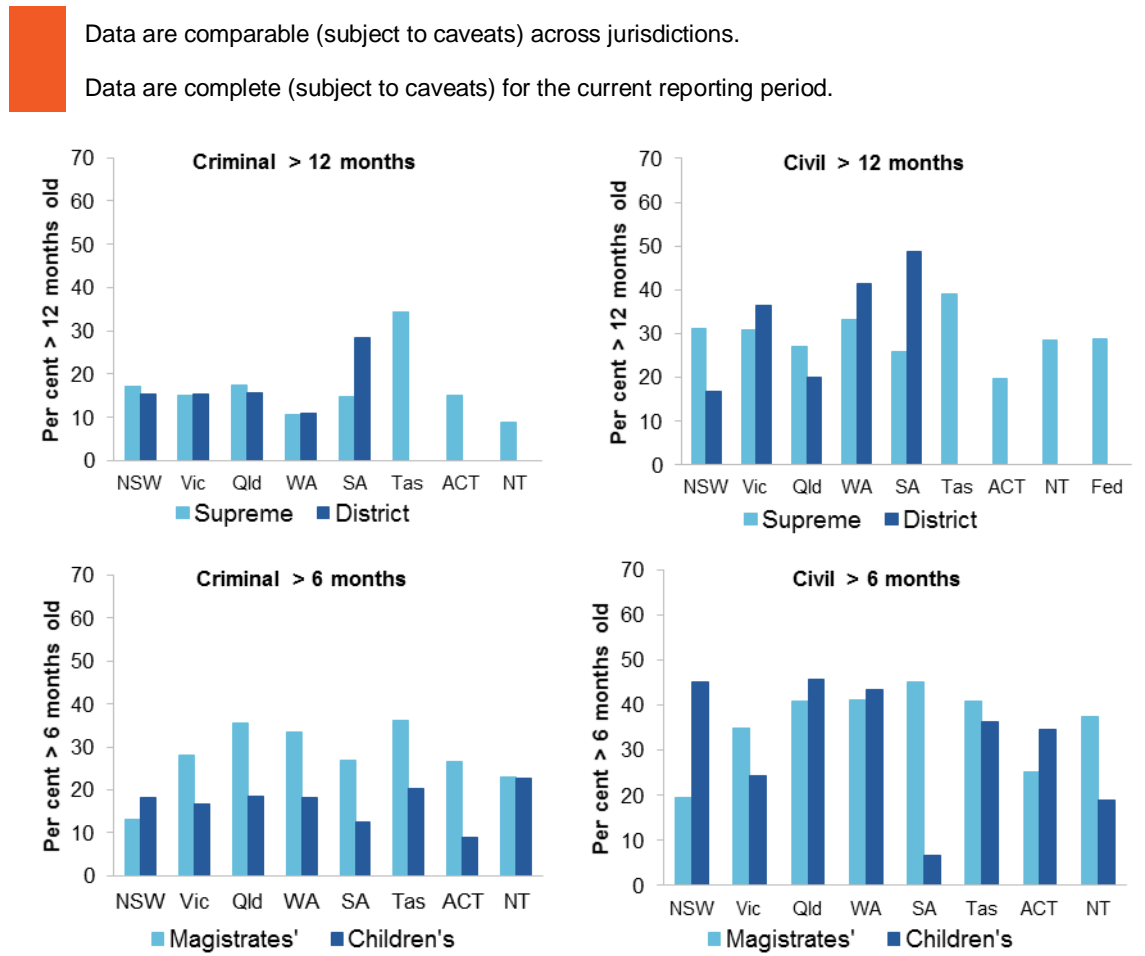 Data are comparable (subject to caveats) across jurisdictions.
Data are complete (subject to caveats) for the current reporting period.
Criminal > 12 months
Per cent > 12 months old
70
60
50
40
30
20
10
0
NSW Vic Qld WA SA Tas ACT NT
Supreme District
Civil > 12 months
Per cent > 12 months old
70
60
50
40
30
20
10
0
NSW Vic Qld WA SA Tas ACT NT Fed
Supreme District
Criminal > 6 months
Per cent > 6 months old
70
60
50
40
30
20
10
0
NSW Vic Qld WA SA Tas ACT NT
Magistrates' Children's
Civil > 6 months
Per cent > 6 months old
70
60
50
40
30
20
10
0
NSW Vic Qld WA SA Tas ACT NT
Magistrates' Children's